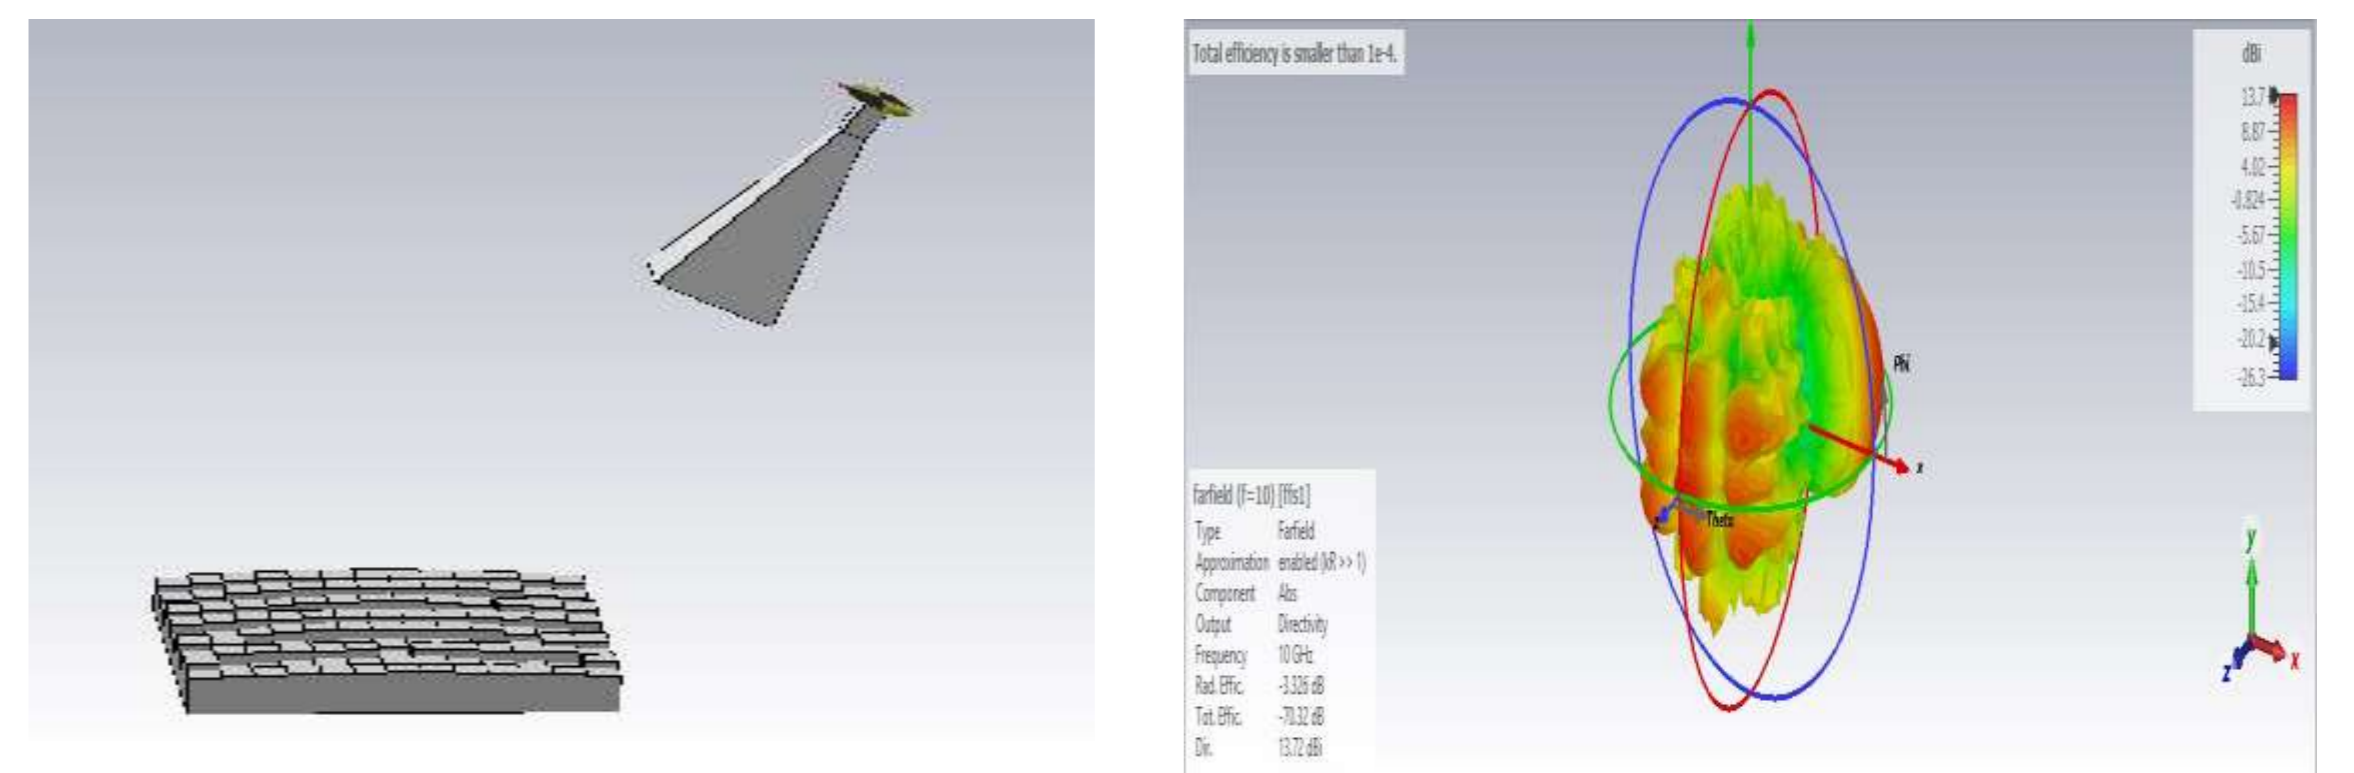 Total efficiency is smaller than 1e-4.
dBi
13.7
8.87
4.02
-0.824
-5.67
-10.5
-15.4
-20.2
-26.3
Phi
x
Theta
farfield (f=10) [ffs1]
Type Farfield
Approximation enabled (kR >> 1)
Component Abs
Output Directivity
Frequency 10 GHz
Rad. Effic. -3.326 dB
Tot. Effic. -70.32 dB
Dir. 13.72 dBi
y
x
z